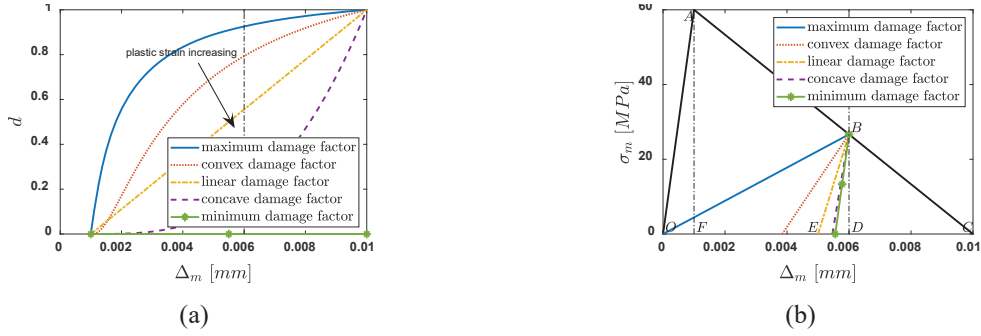 1
0.8
0.6
0.4
0.2
0
d
plastic strain increasing
maximum damage factor
convex damage factor
linear damage factor
concave damage factor
minimum damage factor
0 0.002 0.004 0.006 0.008 0.01
Δm [mm]
(a)
60
40
20
0
σm [MPa]
A
maximum damage factor
convex damage factor
linear damage factor
concave damage factor
minimum damage factor
B
O F E D C
0 0.002 0.004 0.006 0.008 0.01
Δm [mm]
(b)